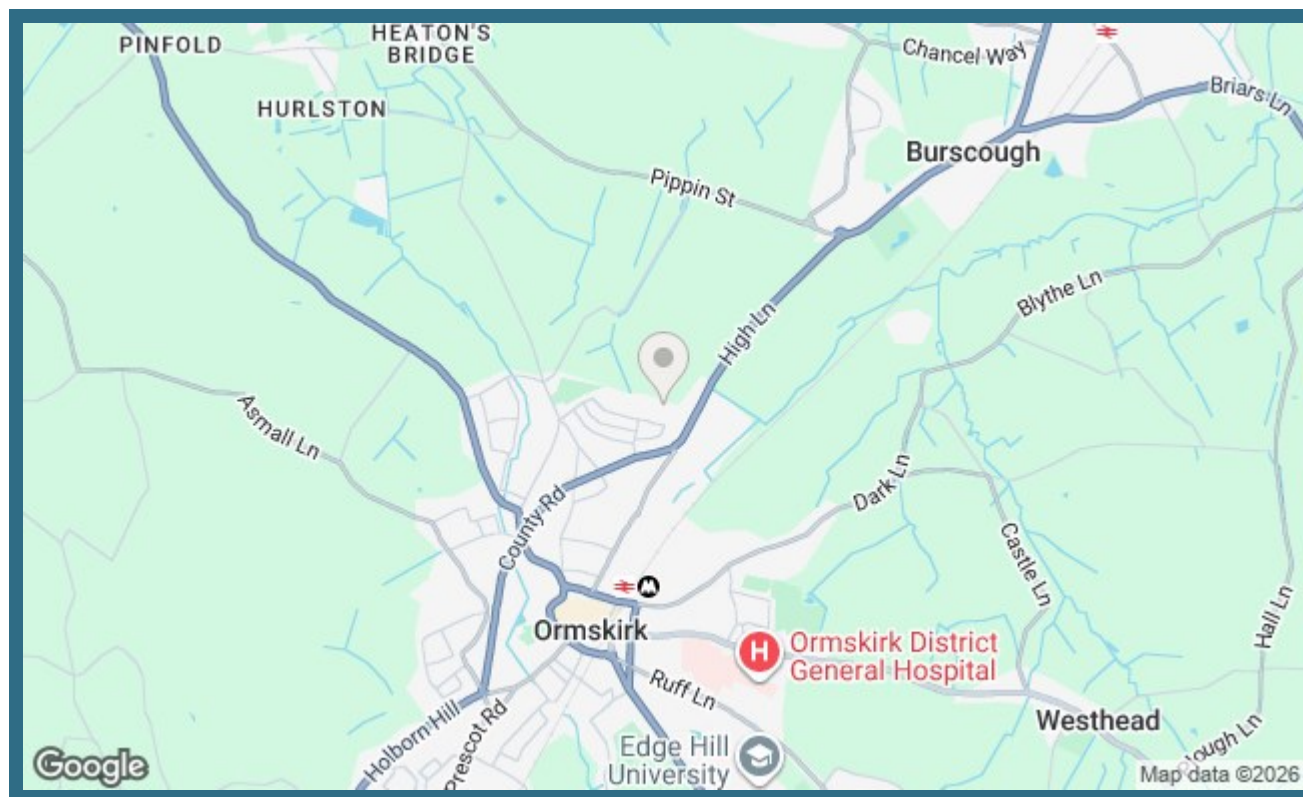 PINFOLD
HEATON'S
BRIDGE
HURLSTON
Chancel Way
Briars Ln
Burscough
Pippin St
Blythe Ln
High Ln
Asmall Ln
Dark Ln
County Rd
Castle Ln
Hall Ln
Ormskirk
H
Ormskirk District
General Hospital
Ruff Ln
Westhead
Holborn Hill
Prescot Rd
Edge Hill
University
Google
Map data ©2026